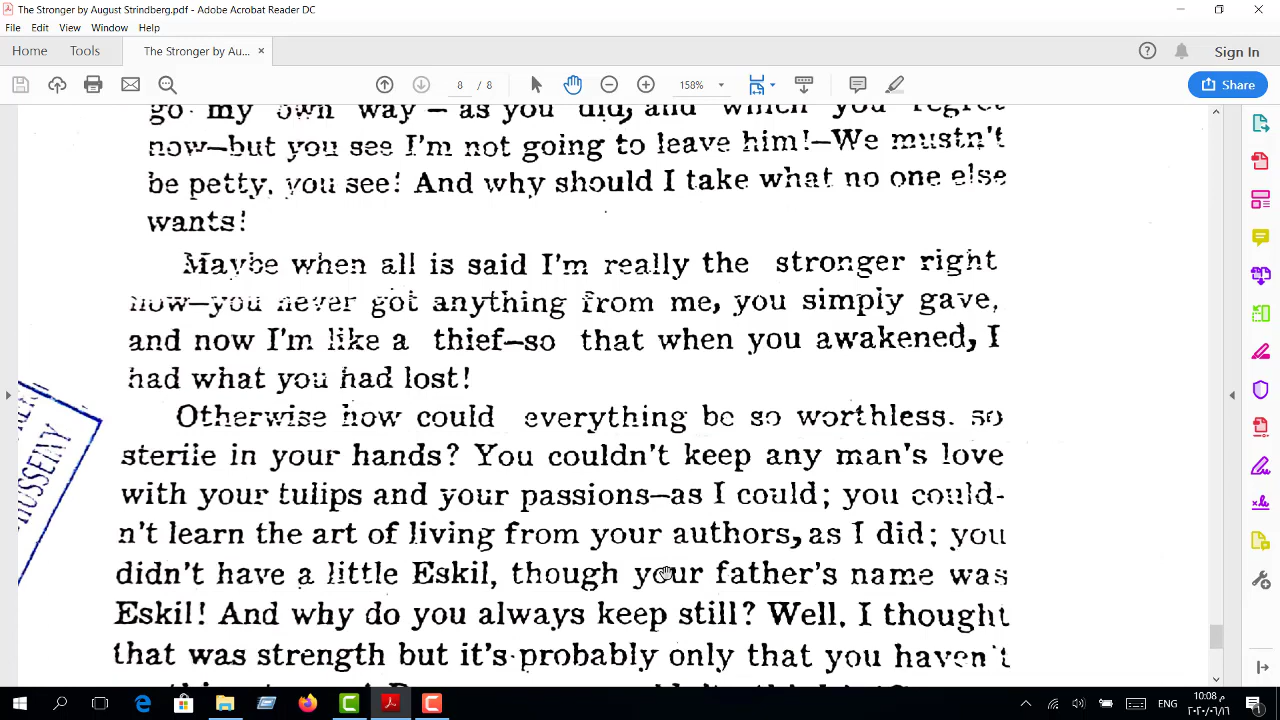 The Stronger by August Strindberg.pdf - Adobe Acrobat Reader DC
File Edit View Window Help
Home Tools The Stronger by Au... × Sign In
8 / 8 158% Share
go my own way – as you did, and which you regret
now—but you see I'm not going to leave him!—We mustn't
be petty, you see! And why should I take what no one else
wants!
Maybe when all is said I'm really the stronger right
now—you never got anything from me, you simply gave,
and now I'm like a thief—so that when you awakened, I
had what you had lost!
Otherwise how could everything be so worthless. so
sterile in your hands? You couldn't keep any man's love
with your tulips and your passions—as I could; you could-
n't learn the art of living from your authors, as I did; you
didn't have a little Eskil, though your father's name was
Eskil! And why do you always keep still? Well, I thought
that was strength but it's probably only that you haven't
HUSSEINY
ENG
10:08 م
٢٠٢٠/٠٦/١٦